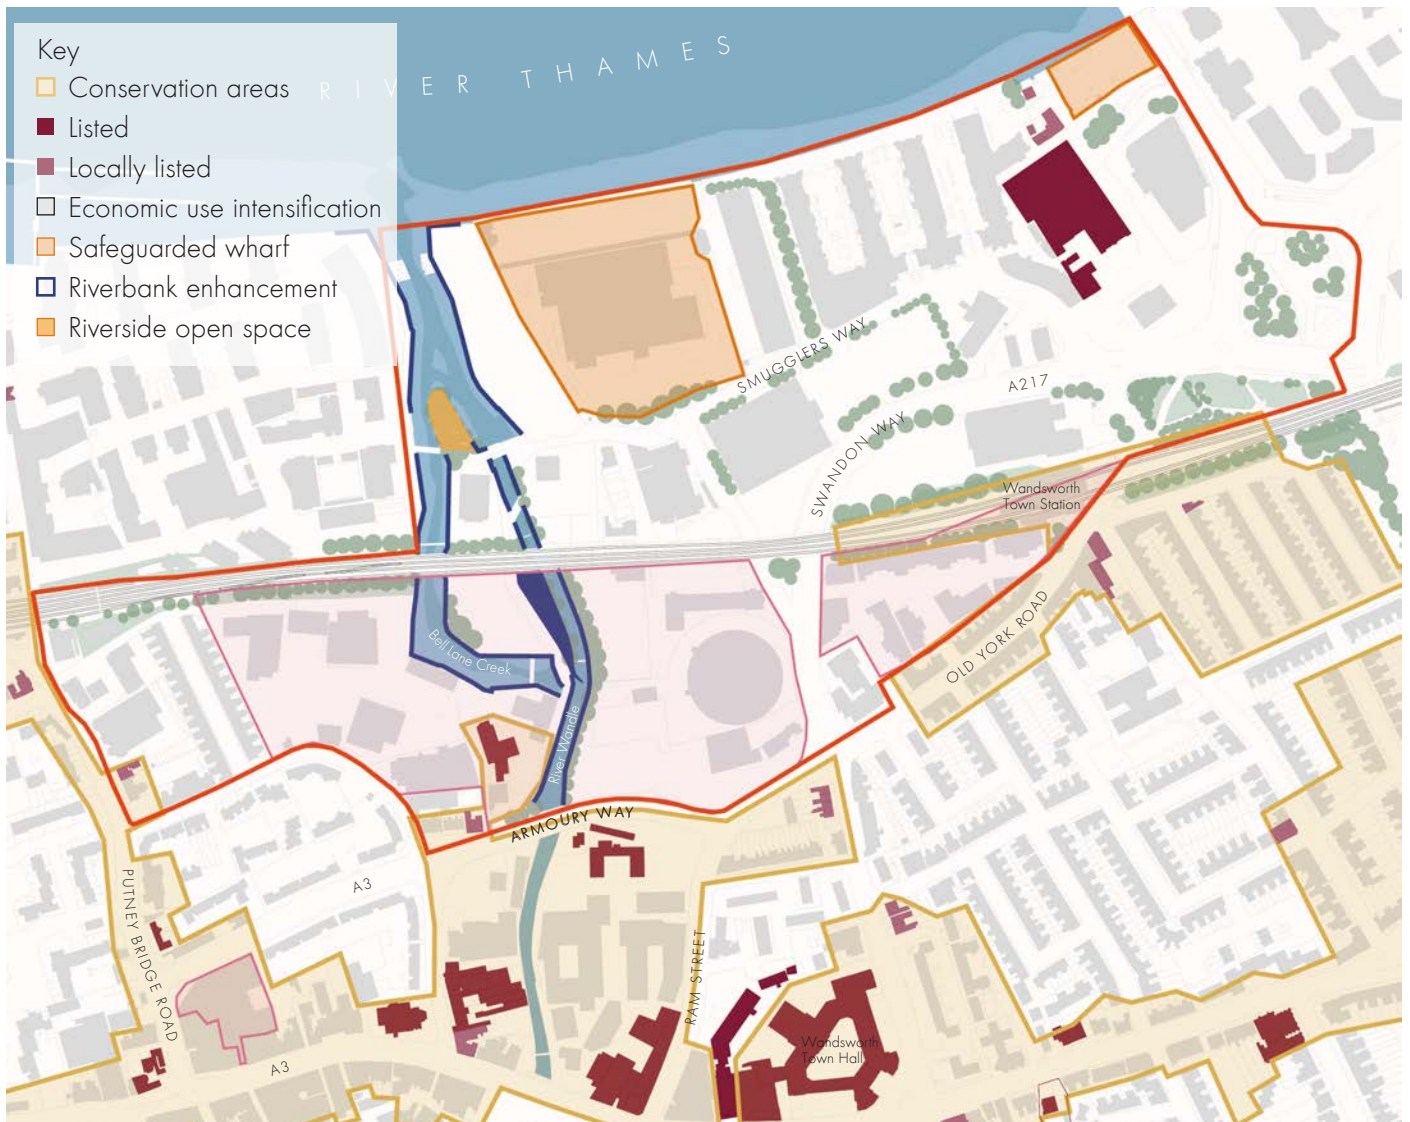 Key
Conservation areas
Listed
Locally listed
Economic use intensification
Safeguarded wharf
Riverbank enhancement
Riverside open space
RIVER THAMES
SMUGGLERS WAY
A217
SWANDON WAY
Wandsworth
Town Station
OLD YORK ROAD
Bell Lane Creek
River Wandle
ARMOURY WAY
A3
PUTNEY BRIDGE ROAD
RAM STREET
Wandsworth
Town Hall
A3